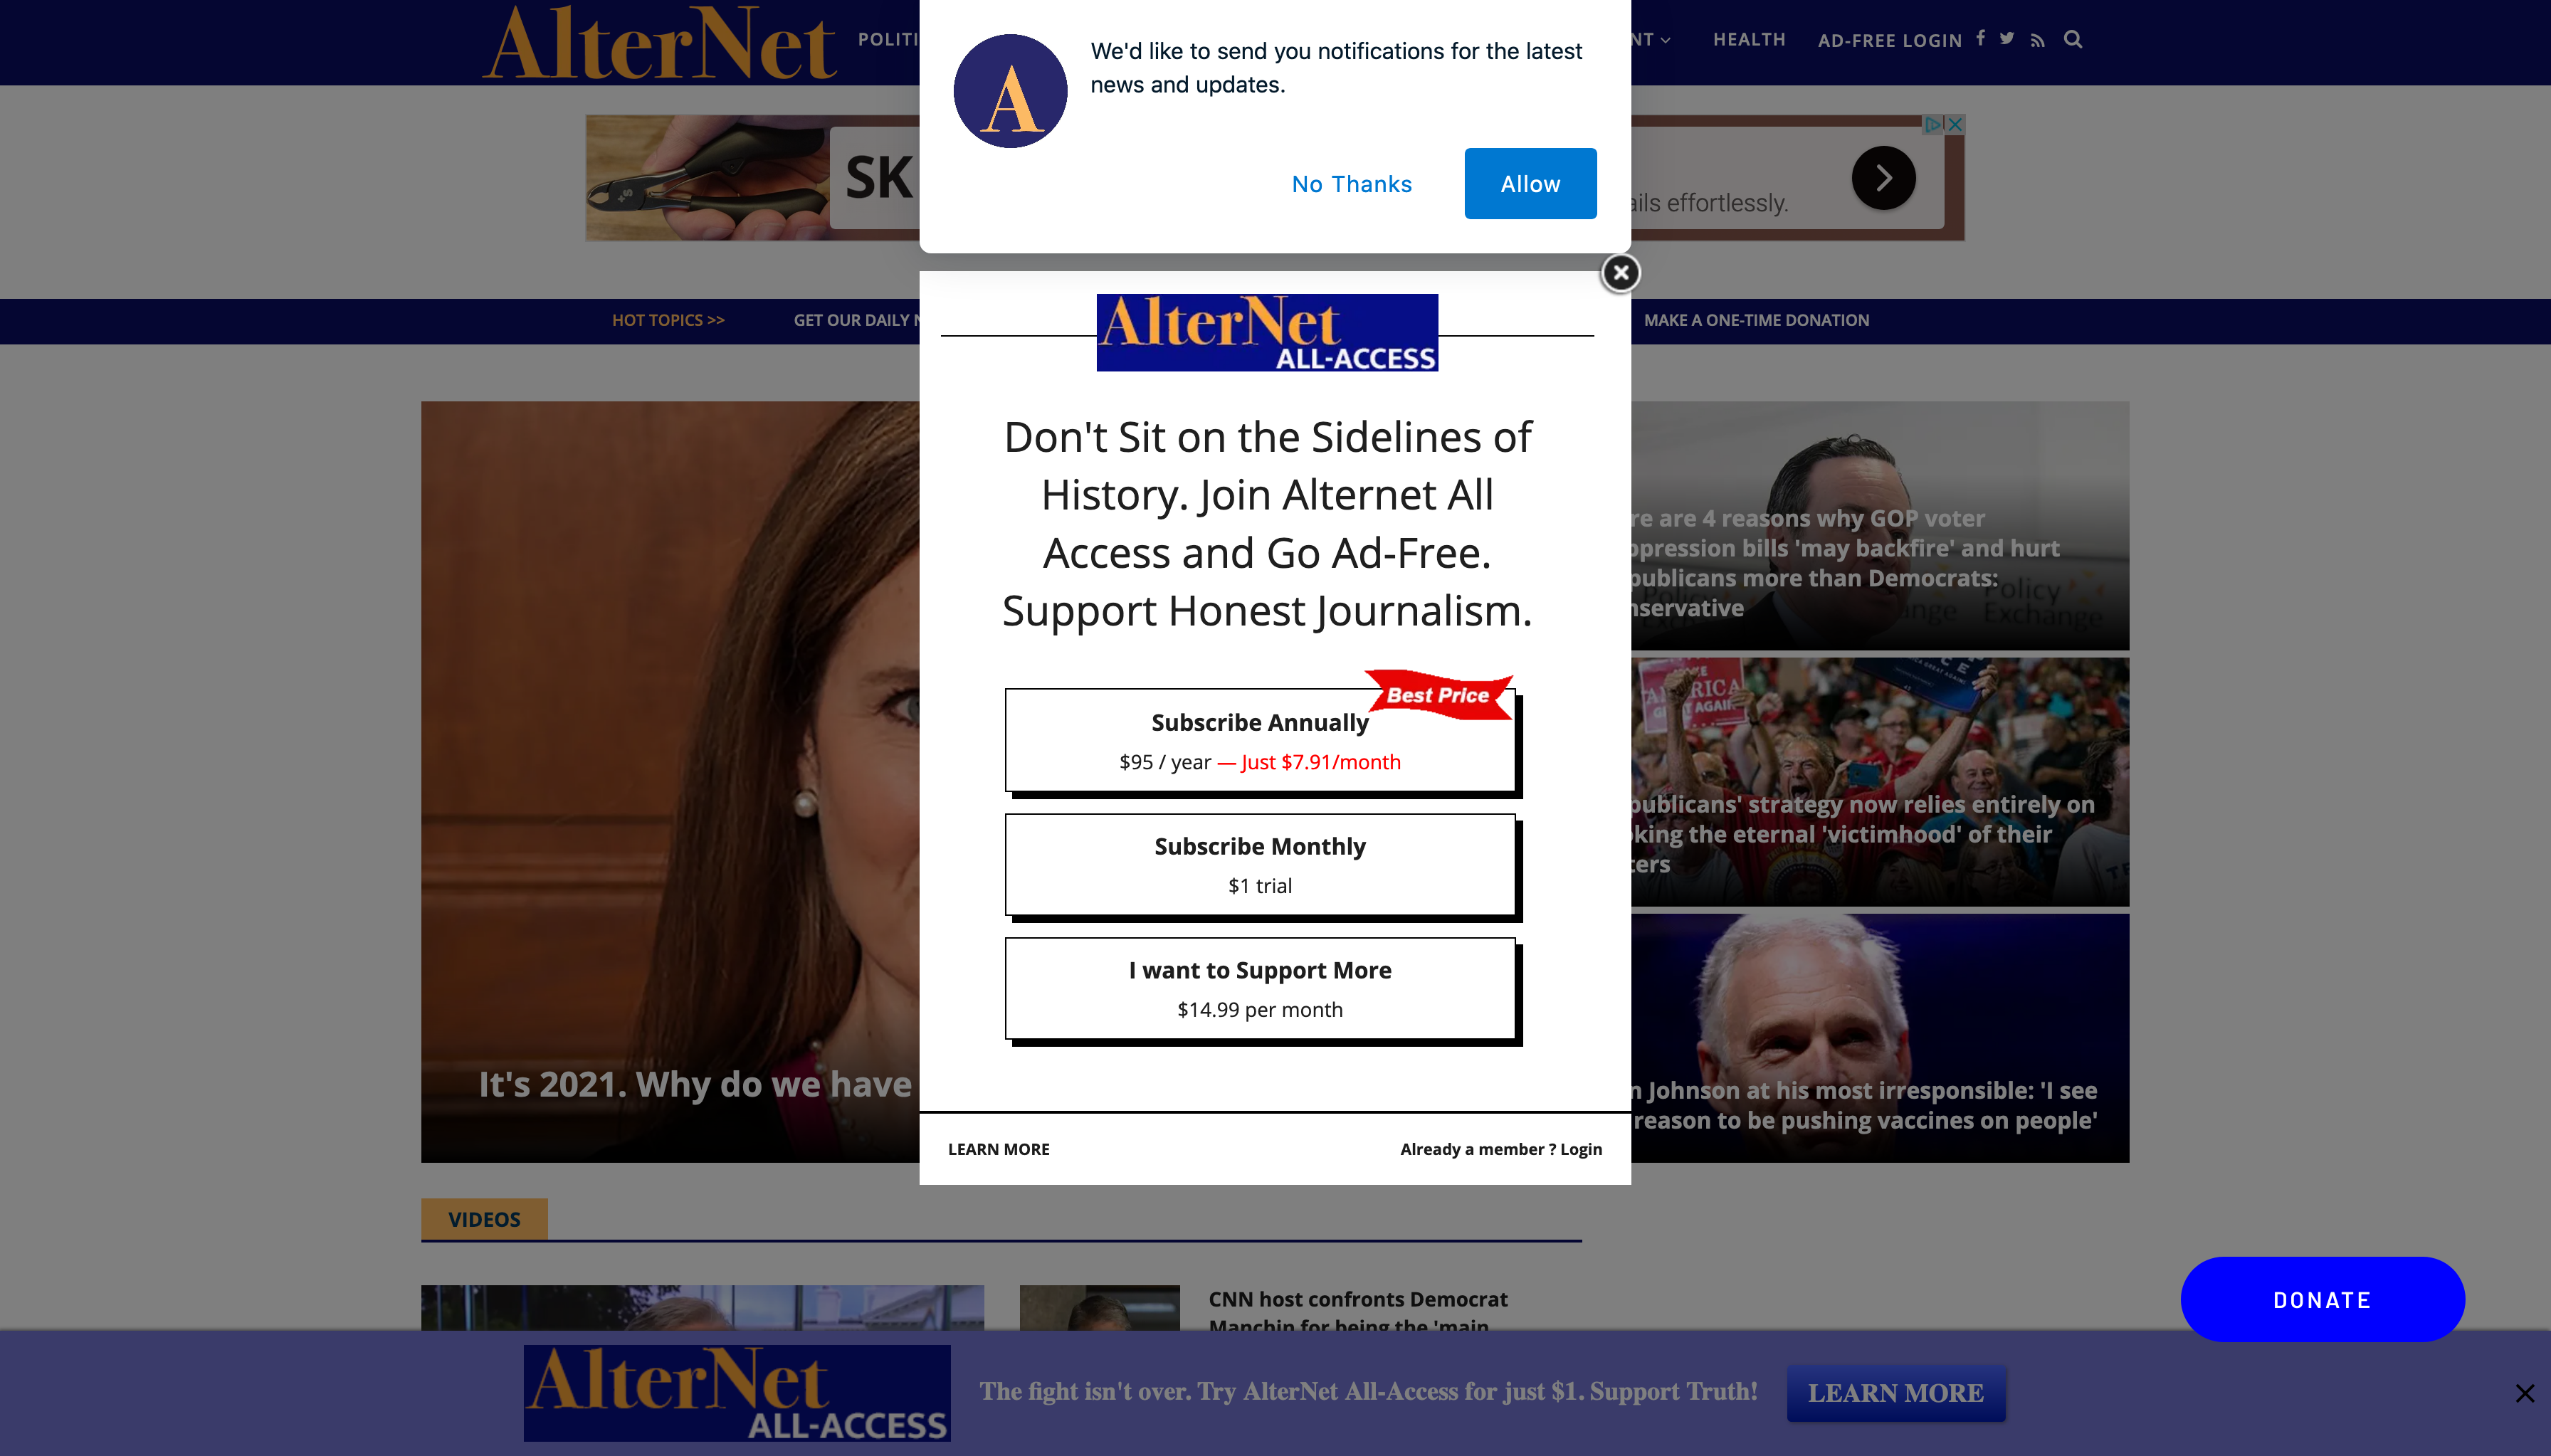 AlterNet
POLITI
We'd like to send you notifications for the latest
news and updates.
No Thanks
Allow
NT
HEALTH
AD-FREE LOGIN
SK
ails effortlessly.
HOT TOPICS >>
GET OUR DAILY N
MAKE A ONE-TIME DONATION
AlterNet
ALL-ACCESS
Don't Sit on the Sidelines of
History. Join Alternet All
Access and Go Ad-Free.
Support Honest Journalism.
Best Price
Subscribe Annually
$95 / year — Just $7.91/month
Subscribe Monthly
$1 trial
I want to Support More
$14.99 per month
LEARN MORE
Already a member ? Login
It's 2021. Why do we have
re are 4 reasons why GOP voter
ppression bills 'may backfire' and hurt
publicans more than Democrats:
nservative
Policy
Exchange
publicans' strategy now relies entirely on
king the eternal 'victimhood' of their
ters
n Johnson at his most irresponsible: 'I see
reason to be pushing vaccines on people'
VIDEOS
CNN host confronts Democrat
Manchin for being the 'main
DONATE
AlterNet
ALL-ACCESS
The fight isn't over. Try AlterNet All-Access for just $1. Support Truth!
LEARN MORE